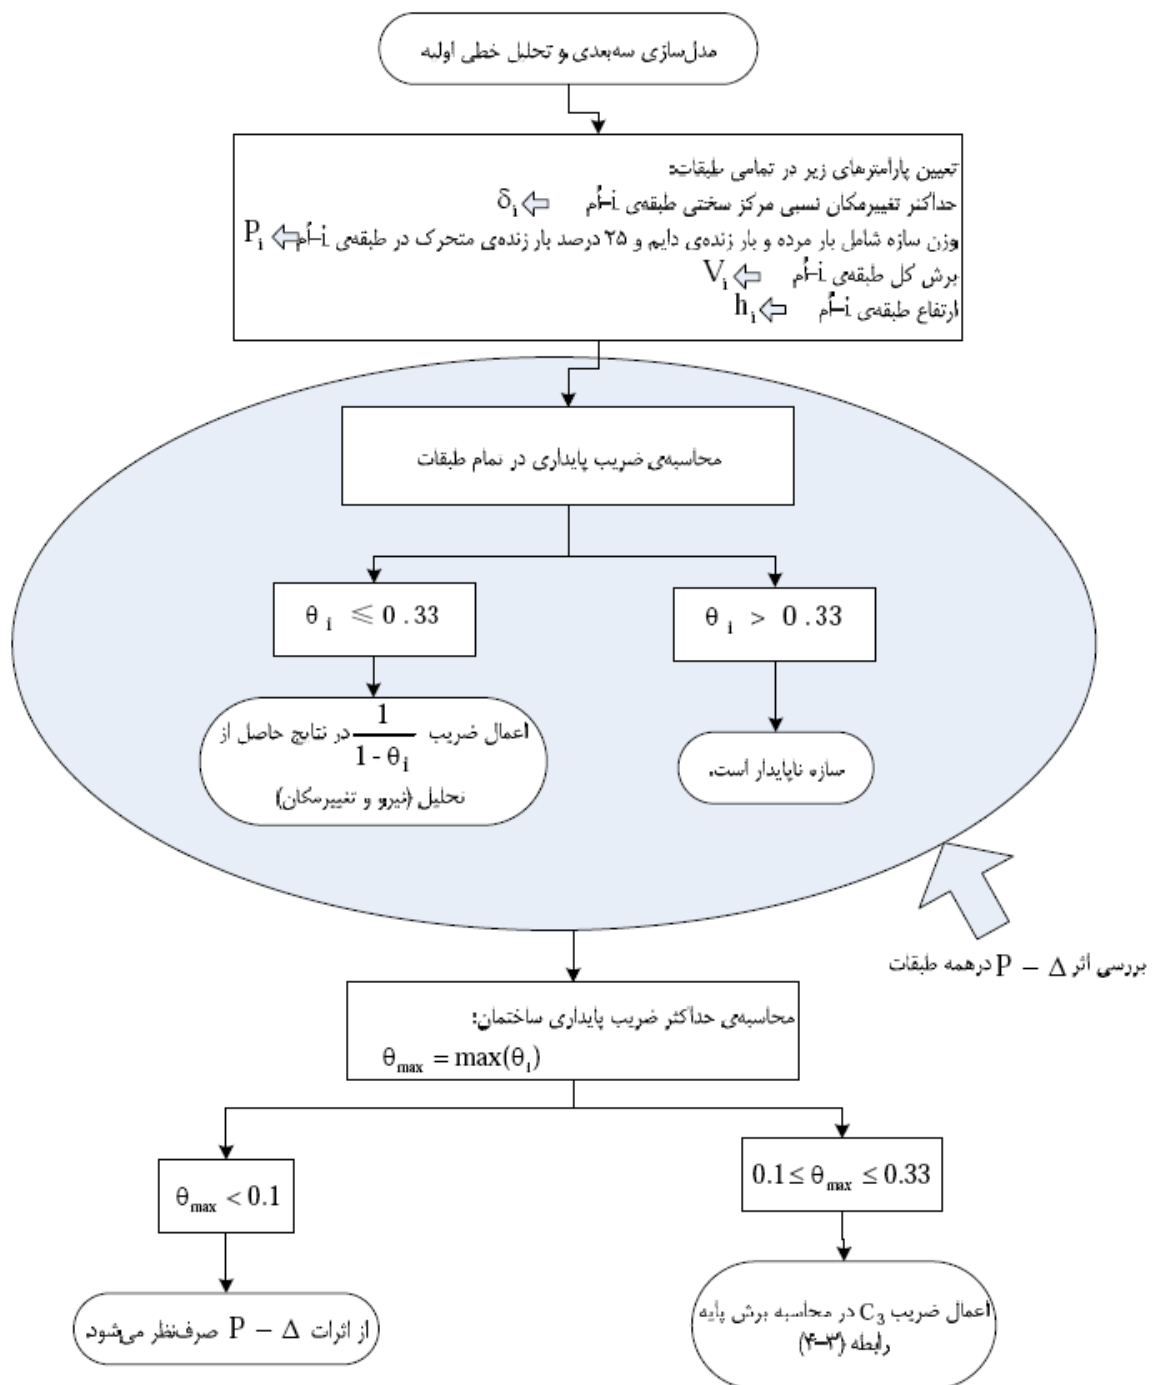 مدل‌سازی سه‌بعدی و تحلیل خطی اولیه
تعیین پارامترهای زیر در تمامی طبقات:
حداکثر تغییرمکان نسبی مرکز سختی طبقه‌ی i-اُم ⇦ δi
وزن سازه شامل بار مرده و بار زنده‌ی دایم و ۲۵ درصد بار زنده‌ی متحرک در طبقه‌ی i-اُم ⇦ Pi
برش کل طبقه‌ی i-اُم ⇦ Vi
ارتفاع طبقه‌ی i-اُم ⇦ hi
محاسبه‌ی ضریب پایداری در تمام طبقات
θi ≤ 0.33
θi > 0.33
اعمال ضریب 1/(1-θi) در نتایج حاصل از
تحلیل (نیرو و تغییرمکان)
سازه ناپایدار است.
بررسی اثر P – Δ درهمه طبقات
محاسبه‌ی حداکثر ضریب پایداری ساختمان:
θmax = max(θi)
θmax < 0.1
0.1 ≤ θmax ≤ 0.33
از اثرات P – Δ صرف‌نظر می‌شود.
اعمال ضریب C3 در محاسبه برش پایه
رابطه (۳-۴)